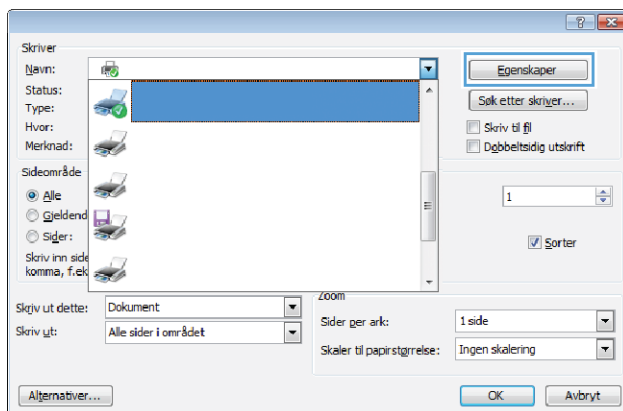 Skriver
Navn:
Egenskaper
Status:
Type:
Søk etter skriver...
Hvor:
Skriv til fil
Merknad:
Dobbeltsidig utskrift
Sideområde
Alle
1
Gjeldend
Sider:
Sorter
Skriv inn side
komma, f.ek
Zoom
Skriv ut dette:
Dokument
Sider per ark:
1 side
Skriv ut:
Alle sider i området
Skaler til papirstørrelse:
Ingen skalering
Alternativer...
OK
Avbryt